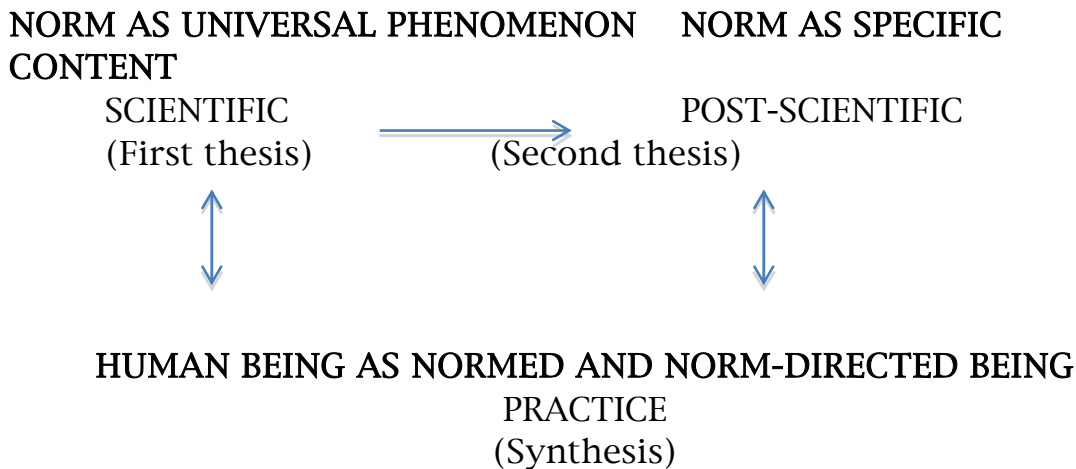 NORM AS UNIVERSAL PHENOMENON NORM AS SPECIFIC
CONTENT
SCIENTIFIC POST-SCIENTIFIC
(First thesis) (Second thesis)
HUMAN BEING AS NORMED AND NORM-DIRECTED BEING
PRACTICE
(Synthesis)